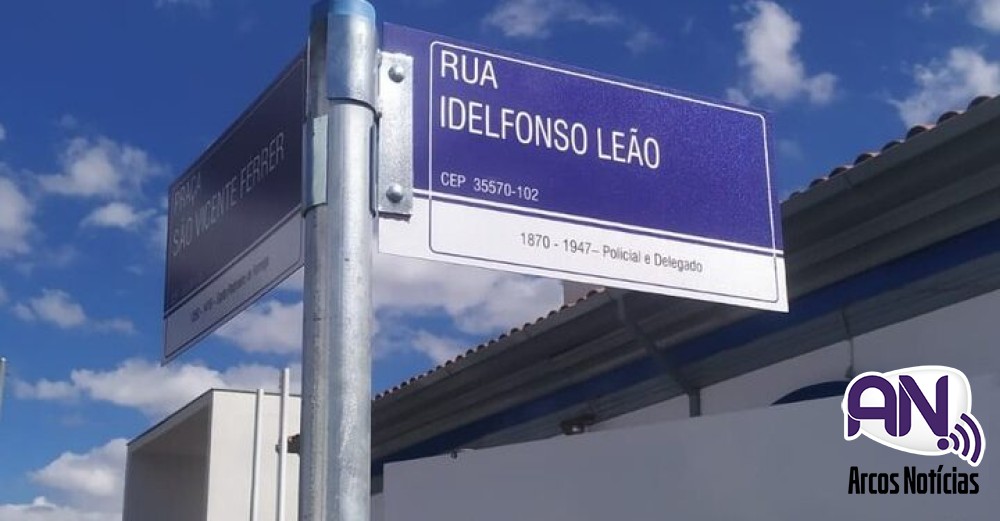 RUA
IDELFONSO LEÃO
CEP 35570-102
1870 - 1947– Policial e Delegado
PRAÇA
SÃO VICENTE FERRER
AN
Arcos Notícias